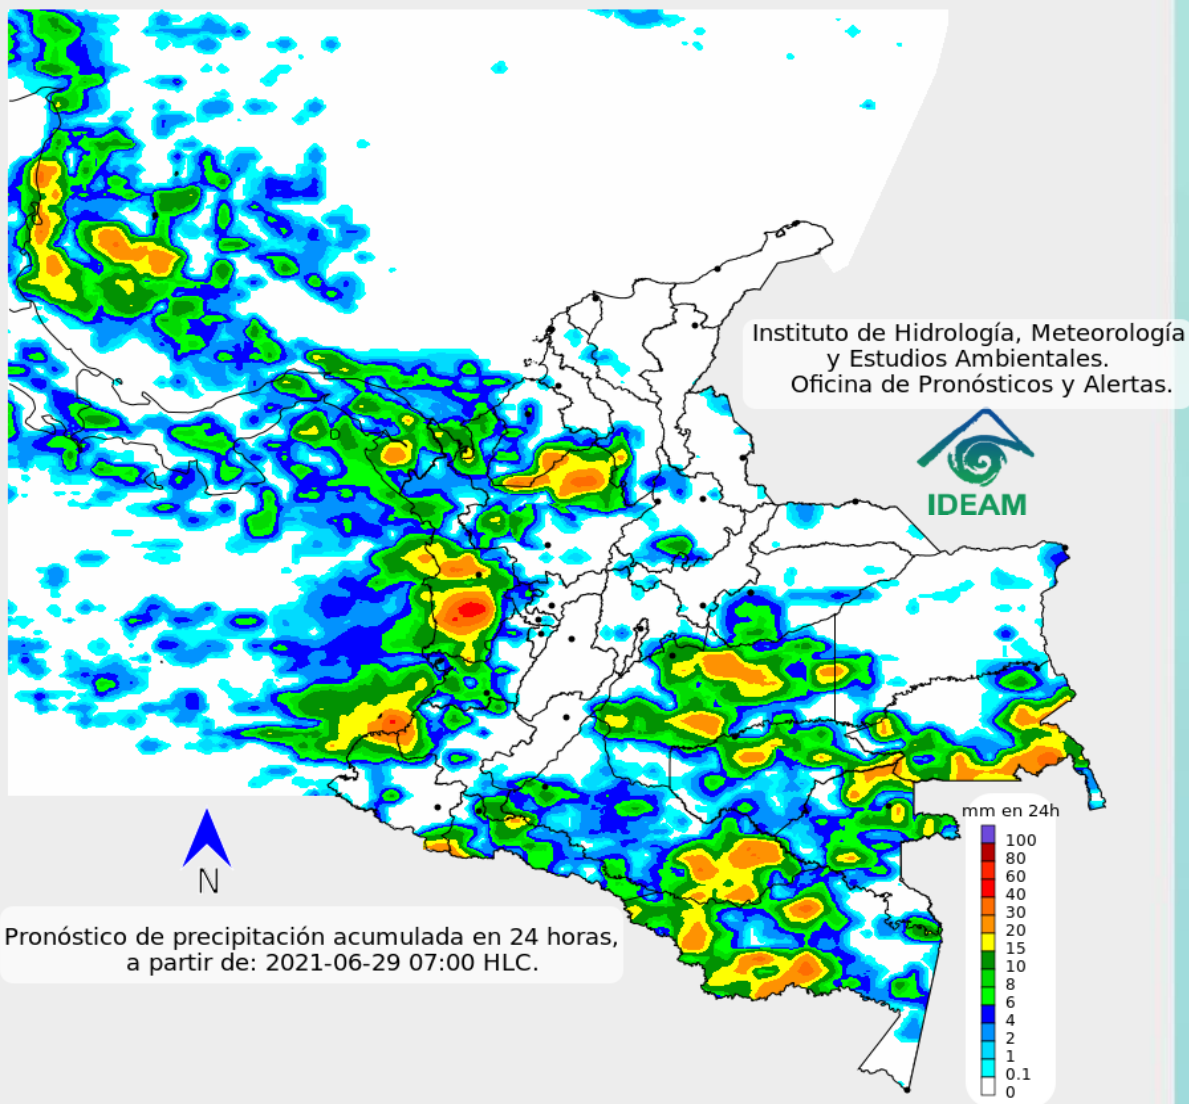 Instituto de Hidrología, Meteorología
y Estudios Ambientales.
Oficina de Pronósticos y Alertas.
IDEAM
mm en 24h
100
80
60
40
30
20
15
10
8
6
4
2
1
0.1
0
N
Pronóstico de precipitación acumulada en 24 horas,
a partir de: 2021-06-29 07:00 HLC.